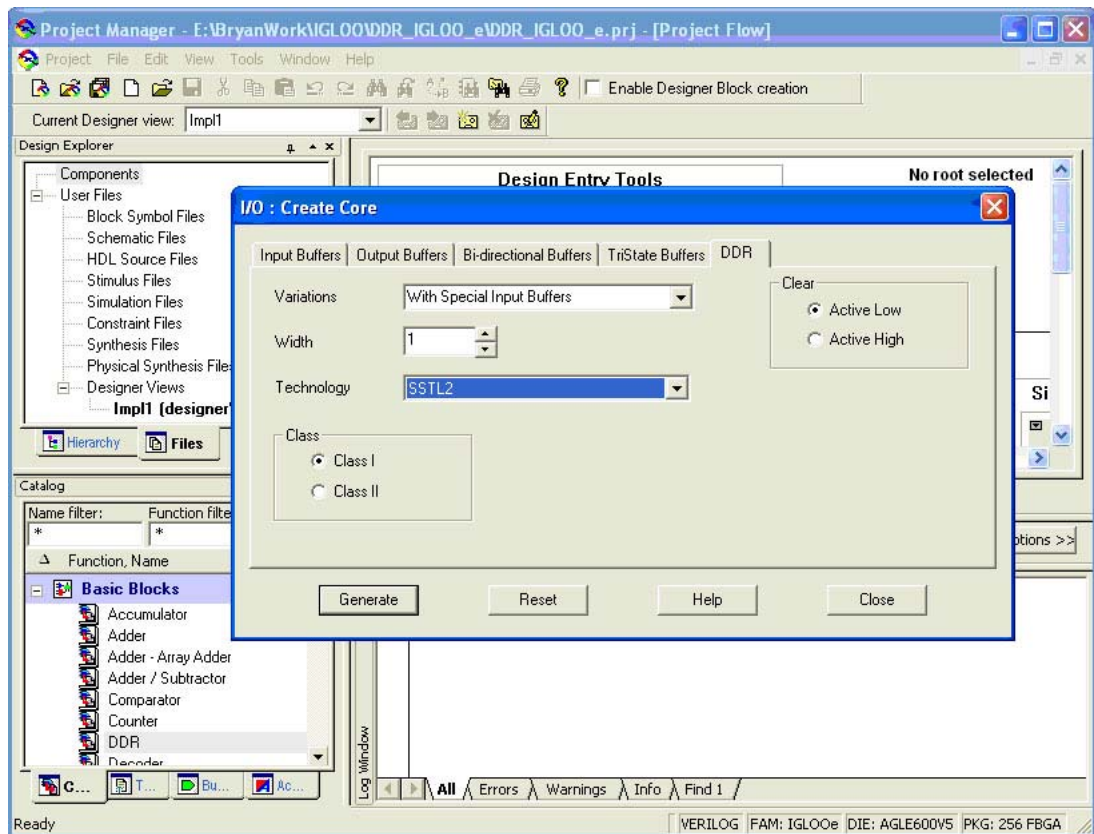 Project Manager - E:\BryanWork\IGLOO\DDR_IGLOO_e\DDR_IGLOO_e.prj - [Project Flow]
Project File Edit View Tools Window Help
Enable Designer Block creation
Current Designer view: Impl1
Design Explorer
Components
User Files
Block Symbol Files
Schematic Files
HDL Source Files
Stimulus Files
Simulation Files
Constraint Files
Synthesis Files
Physical Synthesis File
Designer Views
Impl1 (designer
Hierarchy Files
Design Entry Tools
No root selected
Si
I/O : Create Core
Input Buffers Output Buffers Bi-directional Buffers TriState Buffers DDR
Variations With Special Input Buffers
Width 1
Technology SSTL2
Clear
Active Low
Active High
Class
Class I
Class II
Generate Reset Help Close
ptions >>
Catalog
Name filter: Function filte
* *
Function, Name
Basic Blocks
Accumulator
Adder
Adder - Array Adder
Adder / Subtractor
Comparator
Counter
DDR
Decoder
C... T... Bu... Ac...
Log Window
All Errors Warnings Info Find 1
Ready
VERILOG FAM: IGLOOe DIE: AGLE600V5 PKG: 256 FBGA